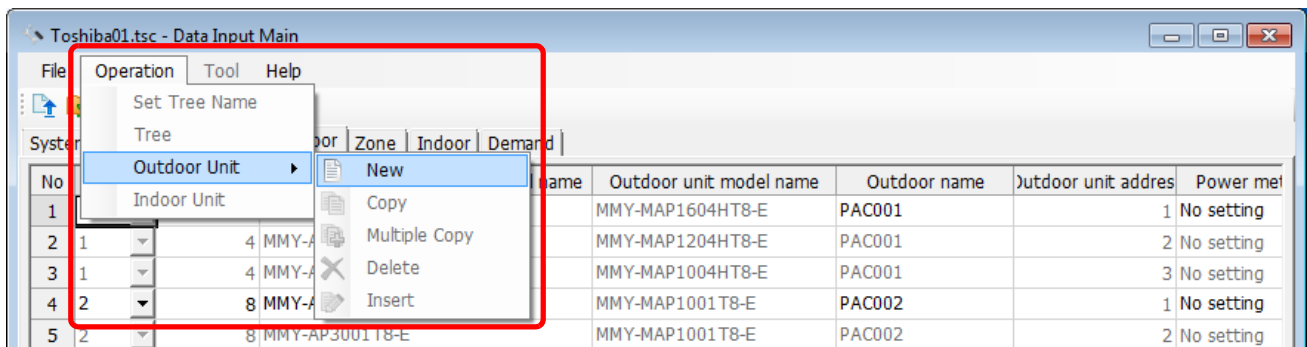 Toshiba01.tsc - Data Input Main
File Operation Tool Help
Set Tree Name
Tree
Outdoor Unit New
Indoor Unit Copy
Multiple Copy
Delete
Insert
Zone Indoor Demand
No name Outdoor unit model name Outdoor name Outdoor unit addres Power met
1 MMY-MAP1604HT8-E PAC001 1 No setting
2 1 4 MMY-A MMY-MAP1204HT8-E PAC001 2 No setting
3 1 4 MMY-A MMY-MAP1004HT8-E PAC001 3 No setting
4 2 8 MMY-A MMY-MAP1001T8-E PAC002 1 No setting
5 2 8 MMY-AP3001T8-E MMY-MAP1001T8-E PAC002 2 No setting